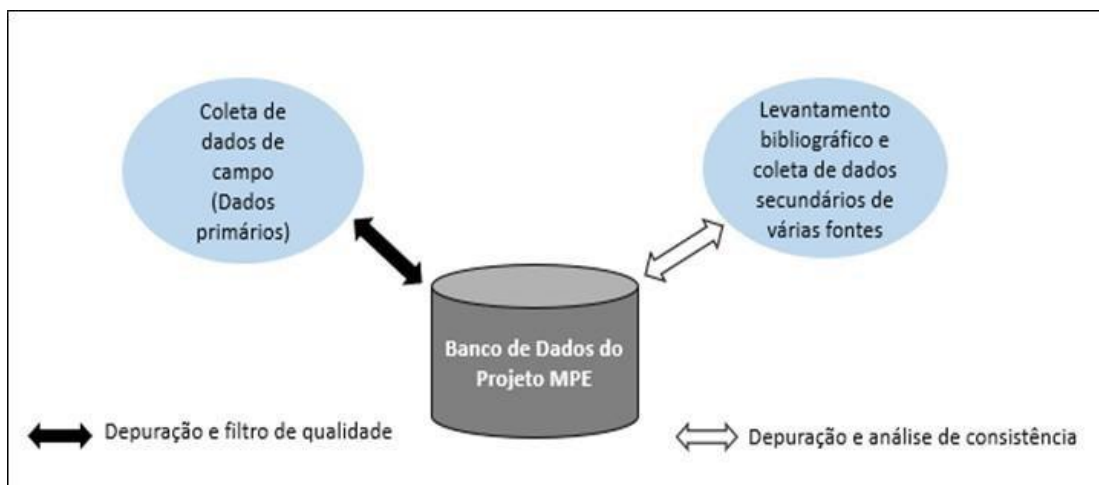 Coleta de
dados de
campo
(Dados
primários)
Levantamento
bibliográfico e
coleta de dados
secundários de
várias fontes
Banco de Dados do
Projeto MPE
Depuração e filtro de qualidade
Depuração e análise de consistência